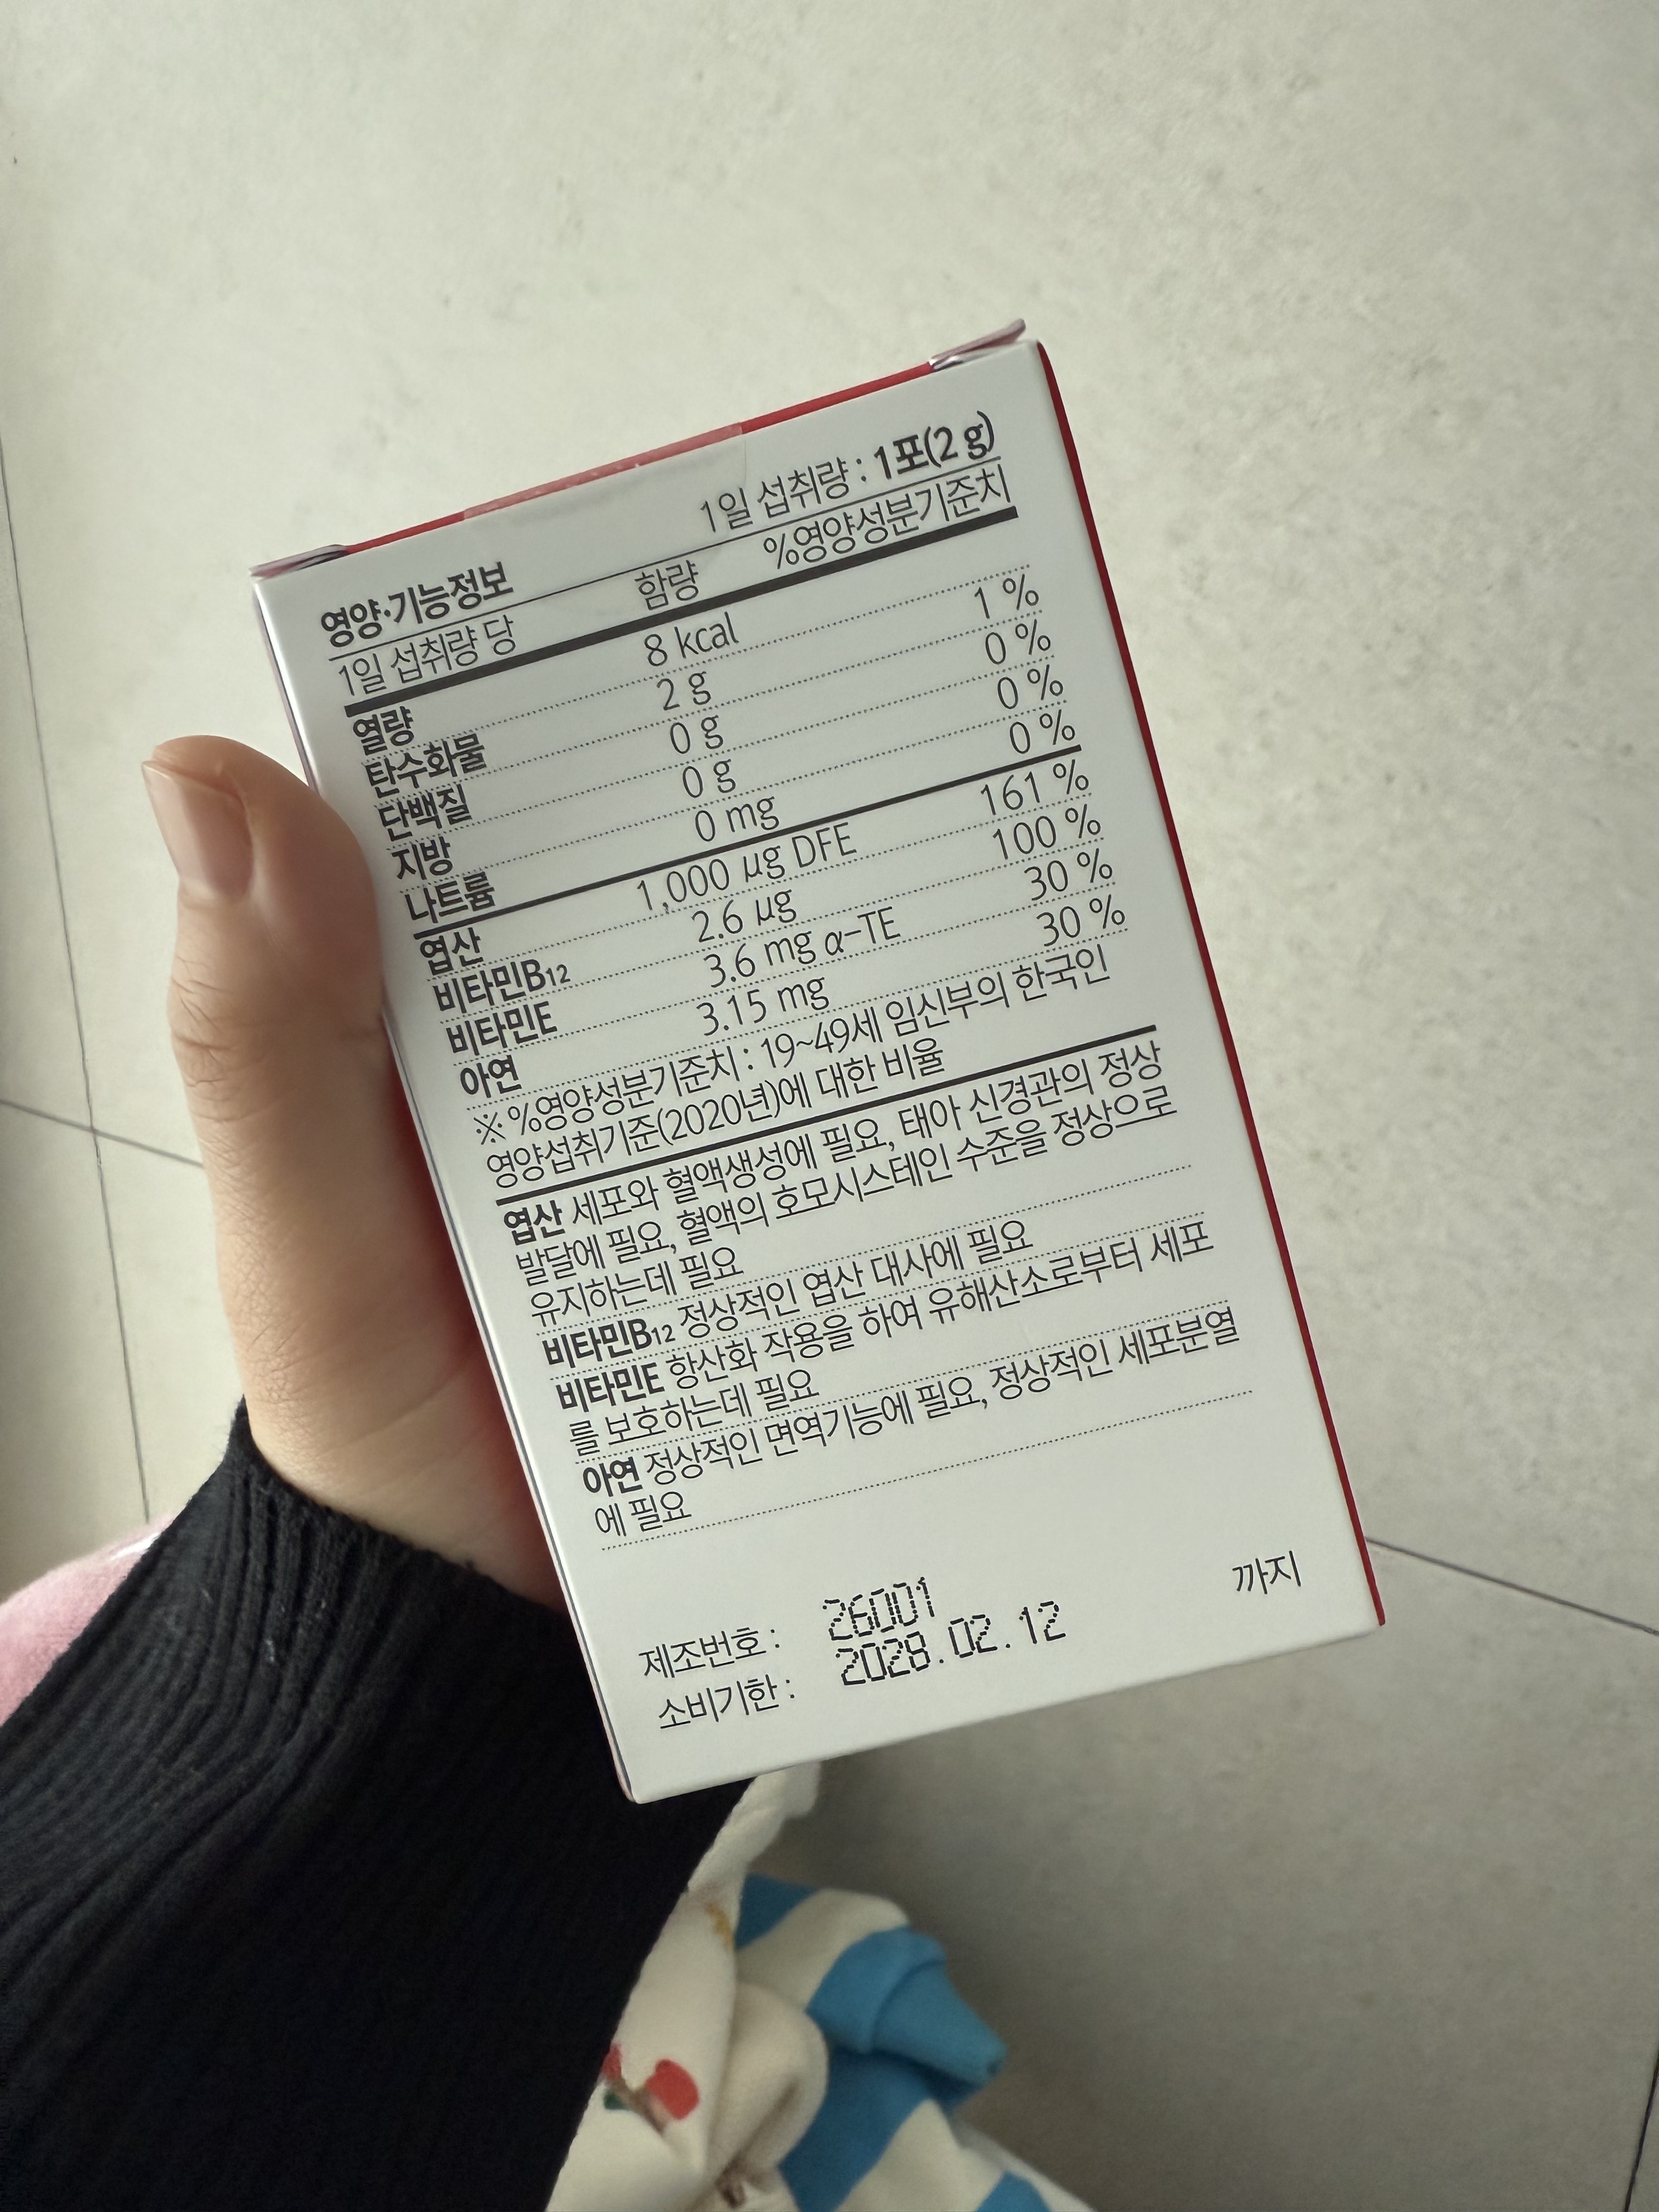 영양·기능정보 1일 섭취량 : 1포(2 g)
1일 섭취량 당 함량 %영양성분기준치
열량 8 kcal
탄수화물 2 g 1 %
단백질 0 g 0 %
지방 0 g 0 %
나트륨 0 mg 0 %
엽산 1,000 µg DFE 161 %
비타민B12 2.6 µg 100 %
비타민E 3.6 mg α-TE 30 %
아연 3.15 mg 30 %
※ %영양성분기준치 : 19~49세 임신부의 한국인
영양섭취기준(2020년)에 대한 비율
엽산 세포와 혈액생성에 필요, 태아 신경관의 정상
발달에 필요, 혈액의 호모시스테인 수준을 정상으로
유지하는데 필요
비타민B12 정상적인 엽산 대사에 필요
비타민E 항산화 작용을 하여 유해산소로부터 세포
를 보호하는데 필요
아연 정상적인 면역기능에 필요, 정상적인 세포분열
에 필요
제조번호 : 26001
소비기한 : 2028.02.12 까지